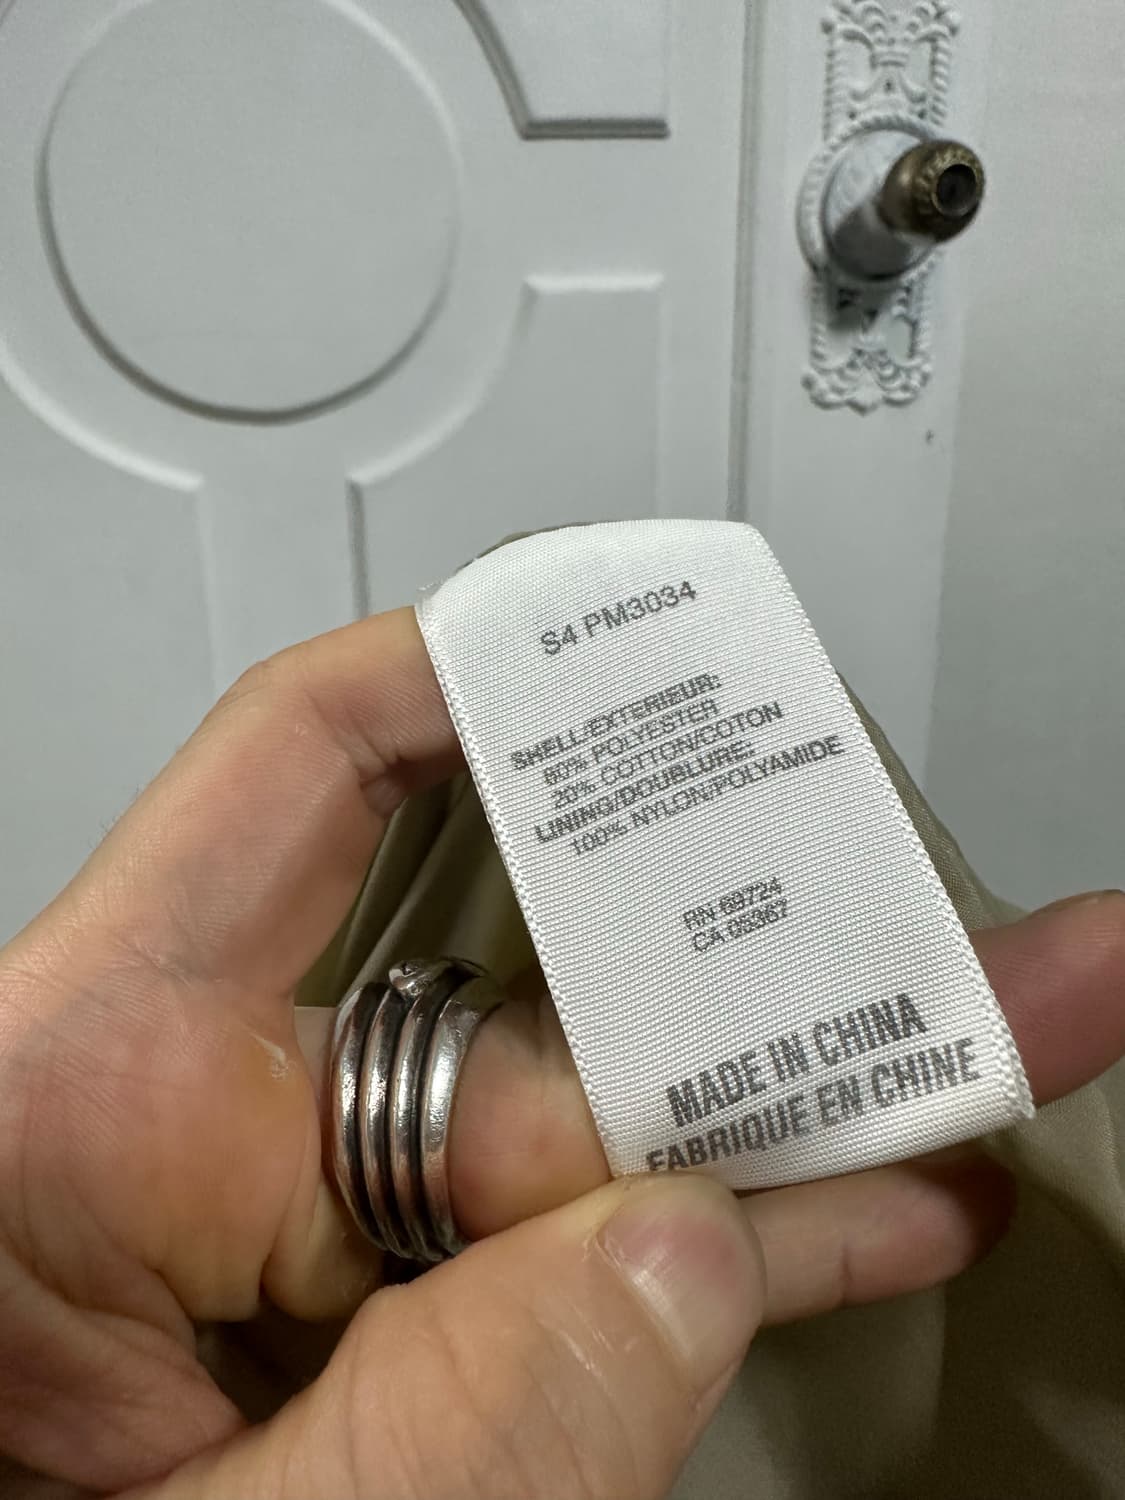 S4 PM3034
SHELL/EXTERIEUR:
80% POLYESTER
20% COTTON/COTON
LINING/DOUBLURE:
100% NYLON/POLYAMIDE
RN 69724
CA 05367
MADE IN CHINA
FABRIQUE EN CHINE